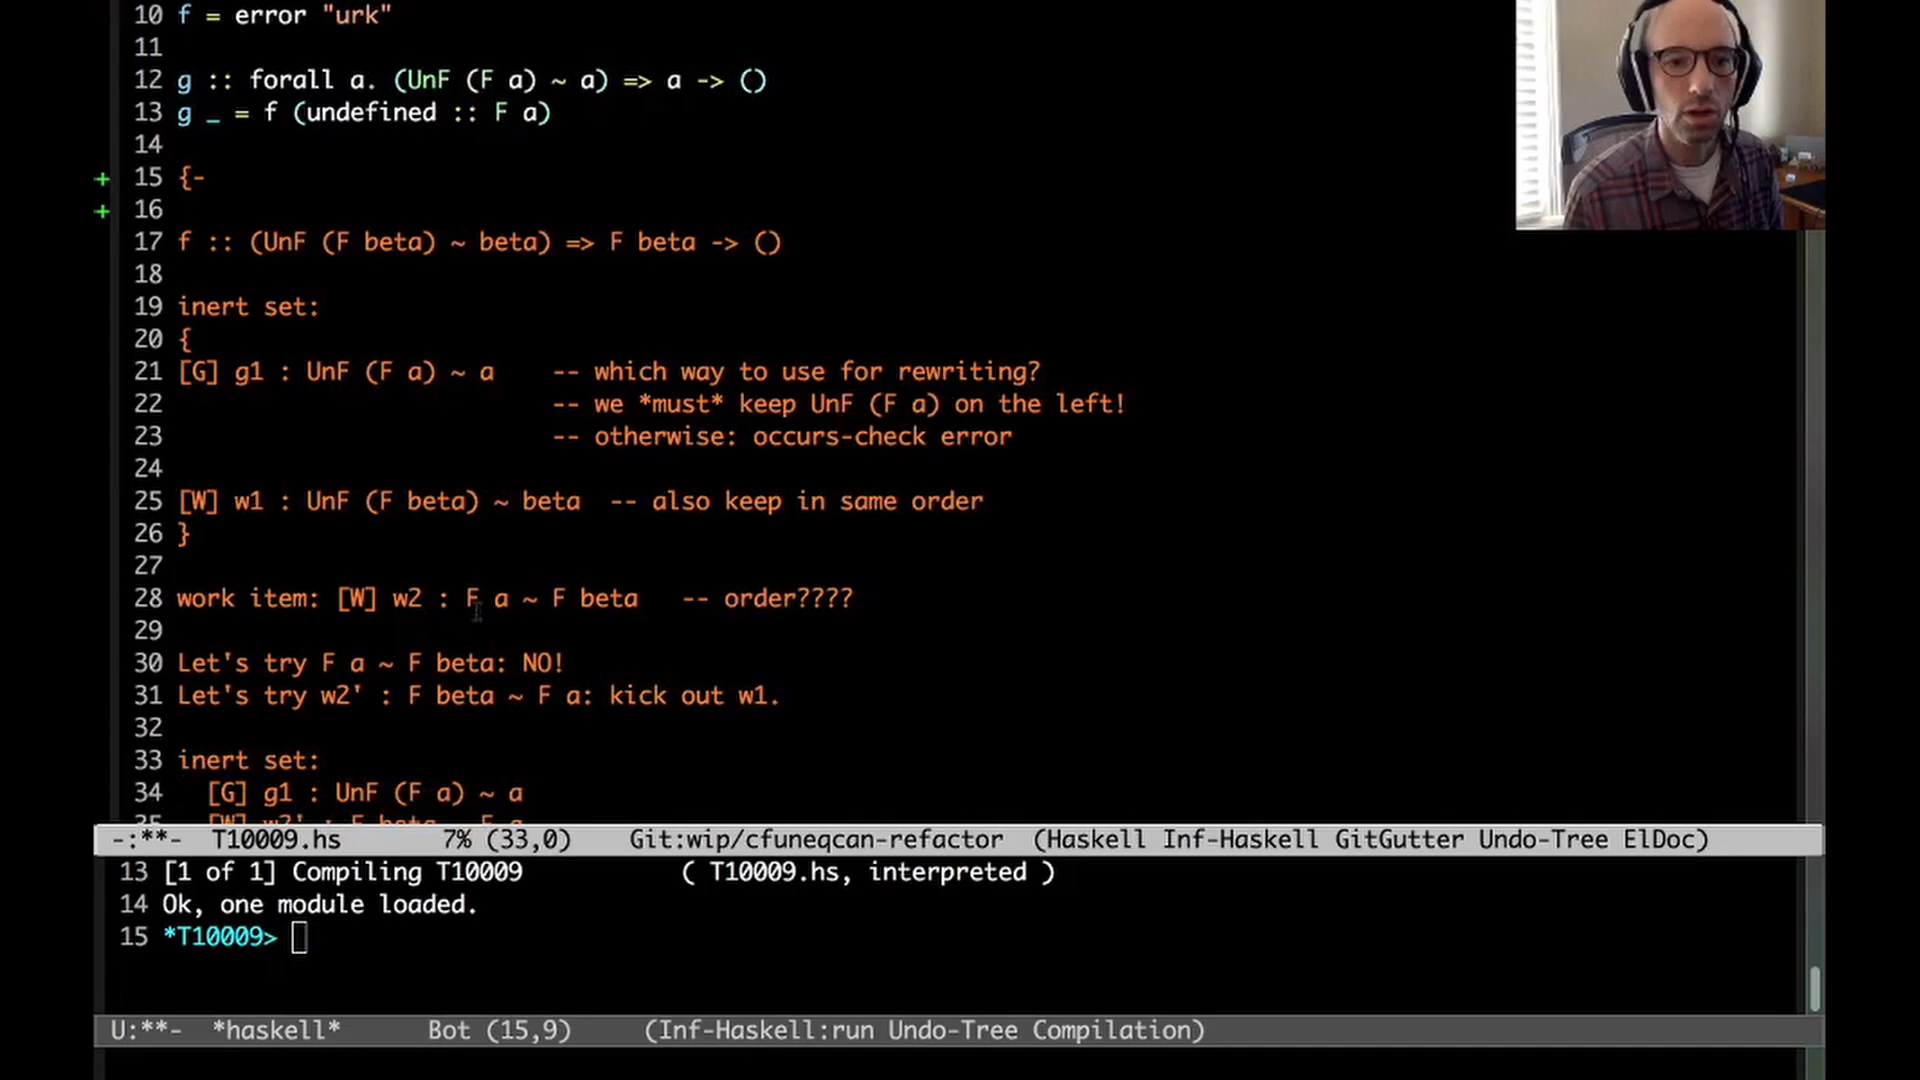 10 f = error "urk"
11
12 g :: forall a. (UnF (F a) ~ a) => a -> ()
13 g _ = f (undefined :: F a)
14
+ 15 {-
+ 16
17 f :: (UnF (F beta) ~ beta) => F beta -> ()
18
19 inert set:
20 {
21 [G] g1 : UnF (F a) ~ a    -- which way to use for rewriting?
22                           -- we *must* keep UnF (F a) on the left!
23                           -- otherwise: occurs-check error
24
25 [W] w1 : UnF (F beta) ~ beta  -- also keep in same order
26 }
27
28 work item: [W] w2 : F a ~ F beta   -- order????
29
30 Let's try F a ~ F beta: NO!
31 Let's try w2' : F beta ~ F a: kick out w1.
32
33 inert set:
34   [G] g1 : UnF (F a) ~ a
35   [W] w2' : F beta ~ F a
-:**-  T10009.hs      7% (33,0)    Git:wip/cfuneqcan-refactor  (Haskell Inf-Haskell GitGutter Undo-Tree ElDoc)
13 [1 of 1] Compiling T10009           ( T10009.hs, interpreted )
14 Ok, one module loaded.
15 *T10009>
U:**-  *haskell*      Bot (15,9)    (Inf-Haskell:run Undo-Tree Compilation)